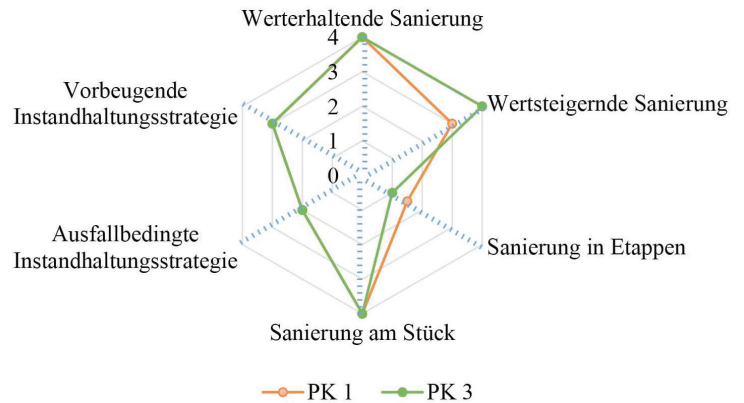 Werterhaltende Sanierung
4
3
2
1
0
Wertsteigernde Sanierung
Sanierung in Etappen
Sanierung am Stück
Ausfallbedingte
Instandhaltungsstrategie
Vorbeugende
Instandhaltungsstrategie
PK 1
PK 3